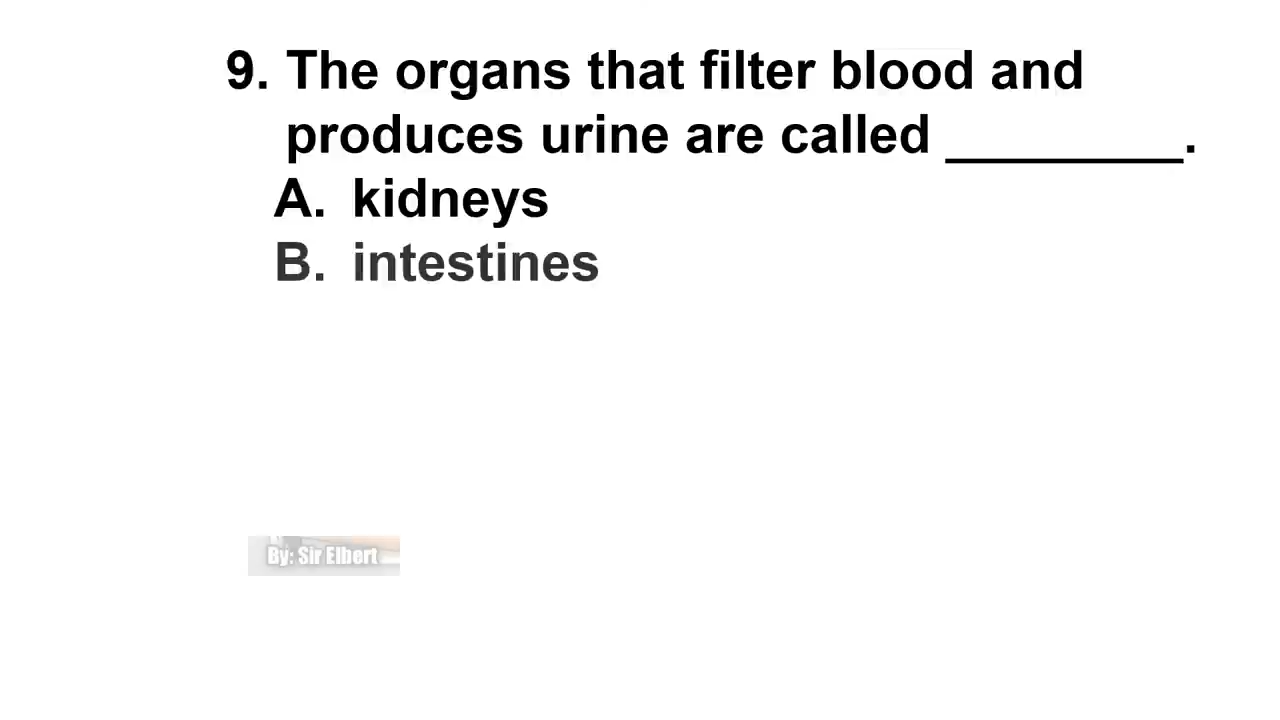 9. The organs that filter blood and
produces urine are called ________.
A. kidneys
B. intestines
By: Sir Elbert